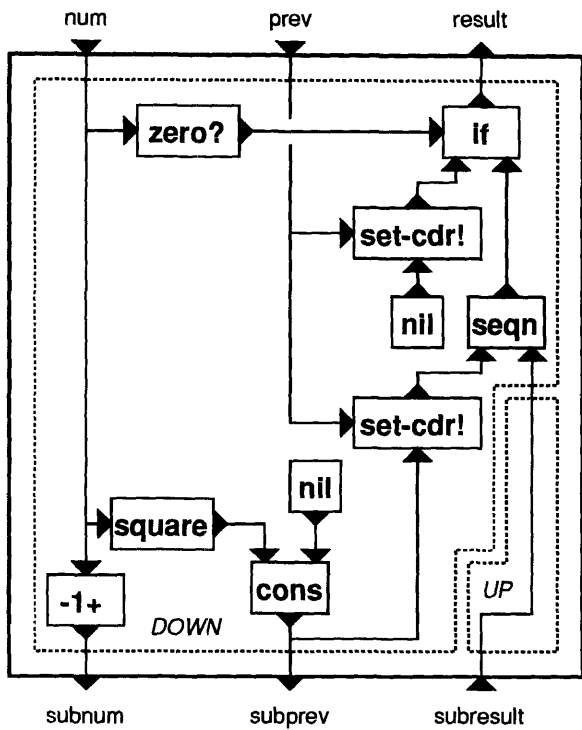 num prev result
zero? if
set-cdr!
nil seqn
set-cdr!
nil
square
cons
-1+
DOWN UP
subnum subprev subresult